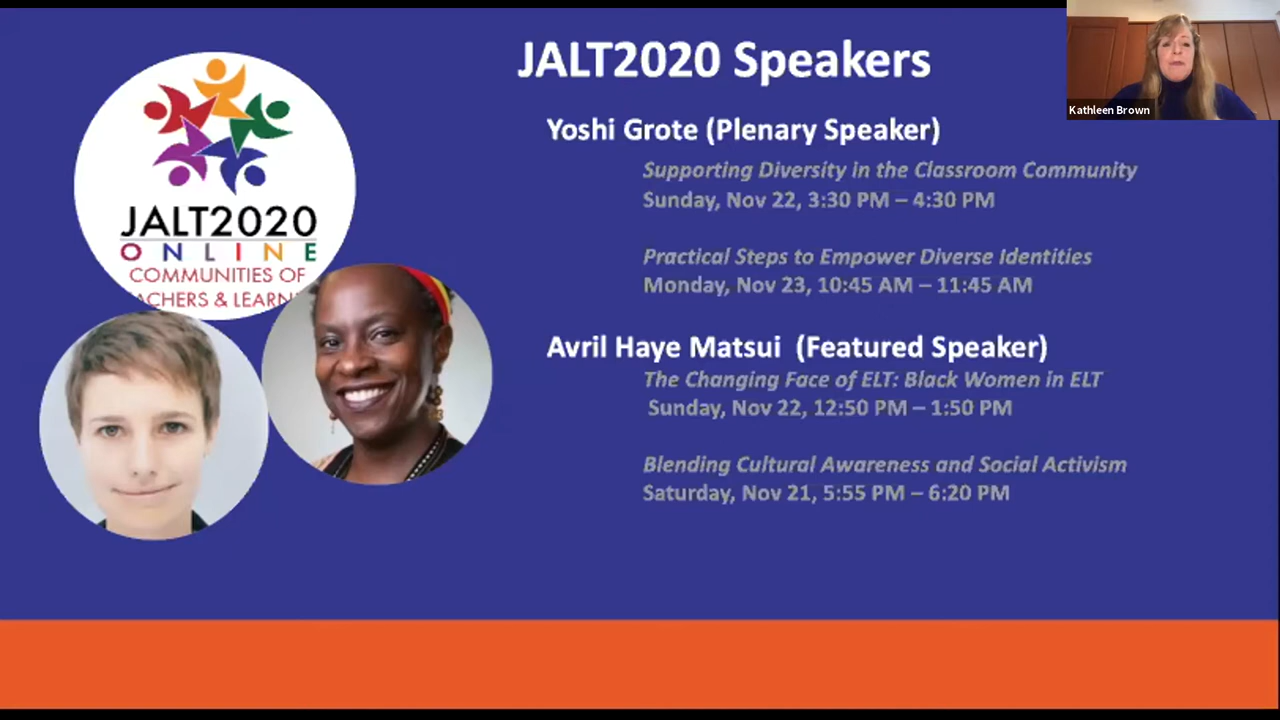 JALT2020 Speakers
Kathleen Brown
Yoshi Grote (Plenary Speaker)
Supporting Diversity in the Classroom Community
Sunday, Nov 22, 3:30 PM – 4:30 PM
Practical Steps to Empower Diverse Identities
Monday, Nov 23, 10:45 AM – 11:45 AM
Avril Haye Matsui (Featured Speaker)
The Changing Face of ELT: Black Women in ELT
Sunday, Nov 22, 12:50 PM – 1:50 PM
Blending Cultural Awareness and Social Activism
Saturday, Nov 21, 5:55 PM – 6:20 PM
JALT2020
ONLINE
COMMUNITIES OF
ACHERS & LEARN